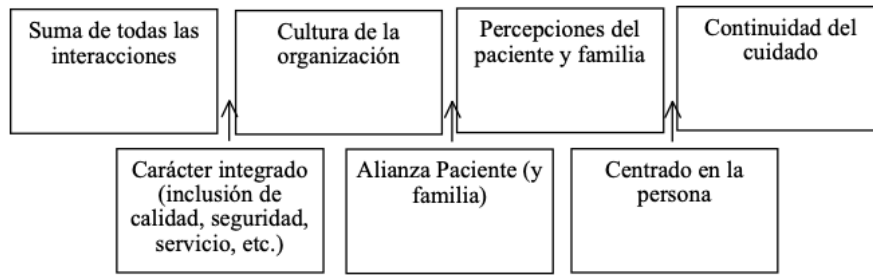 Suma de todas las
interacciones
Cultura de la
organización
Percepciones del
paciente y familia
Continuidad del
cuidado
Carácter integrado
(inclusión de
calidad, seguridad,
servicio, etc.)
Alianza Paciente (y
familia)
Centrado en la
persona